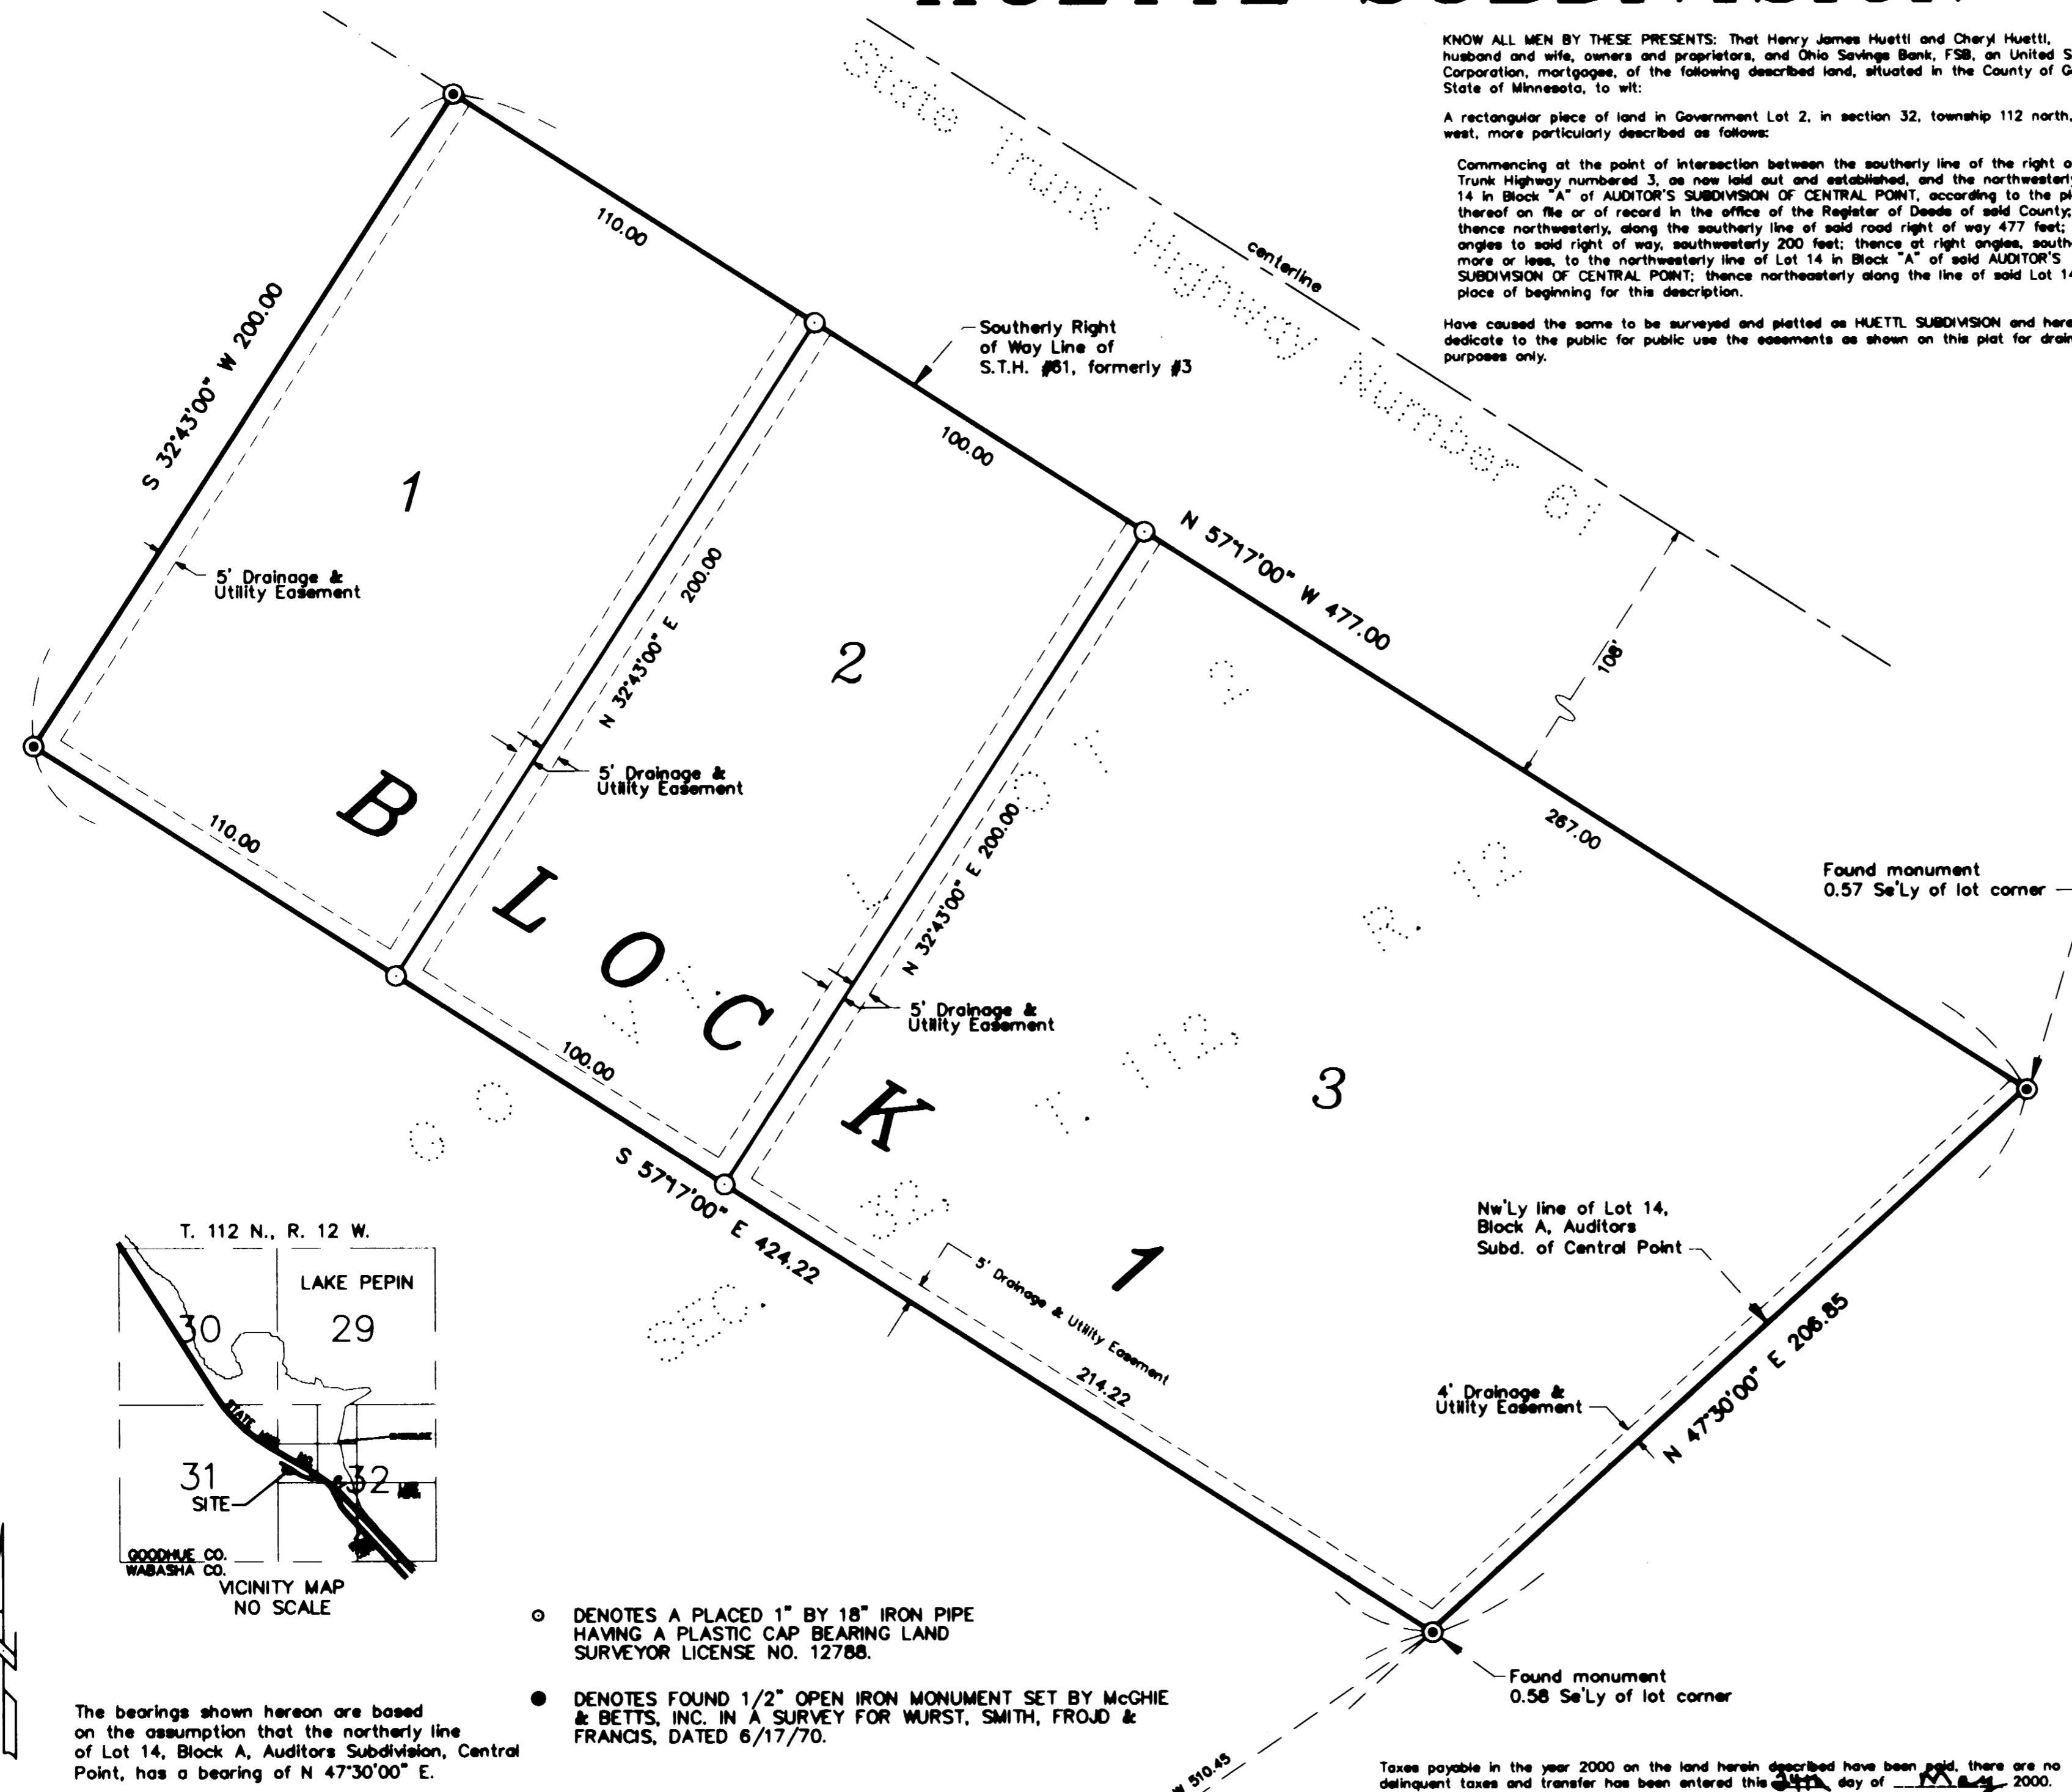 HUETTL SUBDIVISION
KNOW ALL MEN BY THESE PRESENTS: That Henry James Huettl and Cheryl Huettl,
husband and wife, owners and proprietors, and Ohio Savings Bank, FSB, an United S
Corporation, mortgagee, of the following described land, situated in the County of G
State of Minnesota, to wit:
A rectangular piece of land in Government Lot 2, in section 32, township 112 north,
west, more particularly described as follows:
Commencing at the point of intersection between the southerly line of the right o
Trunk Highway numbered 3, as now laid out and established, and the northwesterl
14 in Block "A" of AUDITOR'S SUBDIVISION OF CENTRAL POINT, according to the pl
thereof on file or of record in the office of the Register of Deeds of said County;
thence northwesterly, along the southerly line of said road right of way 477 feet;
angles to said right of way, southwesterly 200 feet; thence at right angles, south
more or less, to the northwesterly line of Lot 14 in Block "A" of said AUDITOR'S
SUBDIVISION OF CENTRAL POINT; thence northeasterly along the line of said Lot 14
place of beginning for this description.
Have caused the same to be surveyed and platted as HUETTL SUBDIVISION and here
dedicate to the public for public use the easements as shown on this plat for drain
purposes only.
State Trunk Highway Number 61
centerline
110.00
Southerly Right
of Way Line of
S.T.H. #61, formerly #3
S 32°43'00" W 200.00
100.00
1
N 57°17'00" W 477.00
5' Drainage &
Utility Easement
N 32°43'00" E 200.00
2
108'
5' Drainage &
Utility Easement
N 32°43'00" E 200.00
267.00
110.00
Found monument
0.57 Se'Ly of lot corner
BLOCK 1
GOV'T. LOT 2
5' Drainage &
Utility Easement
100.00
3
SEC. 32, T. 112, R. 12
S 57°17'00" E 424.22
Nw'Ly line of Lot 14,
Block A, Auditors
Subd. of Central Point
5' Drainage & Utility Easement
214.22
N 47°30'00" E 206.85
4' Drainage &
Utility Easement
T. 112 N., R. 12 W.
LAKE PEPIN
30
29
STATE
31
32
SITE
GOODHUE CO.
WABASHA CO.
VICINITY MAP
NO SCALE
DENOTES A PLACED 1" BY 18" IRON PIPE
HAVING A PLASTIC CAP BEARING LAND
SURVEYOR LICENSE NO. 12788.
DENOTES FOUND 1/2" OPEN IRON MONUMENT SET BY McGHIE
& BETTS, INC. IN A SURVEY FOR WURST, SMITH, FROJD &
FRANCIS, DATED 6/17/70.
Found monument
0.58 Se'Ly of lot corner
The bearings shown hereon are based
on the assumption that the northerly line
of Lot 14, Block A, Auditors Subdivision, Central
Point, has a bearing of N 47°30'00" E.
W 510.45
Taxes payable in the year 2000 on the land herein described have been paid, there are no
delinquent taxes and transfer has been entered this 24th day of May 2000.